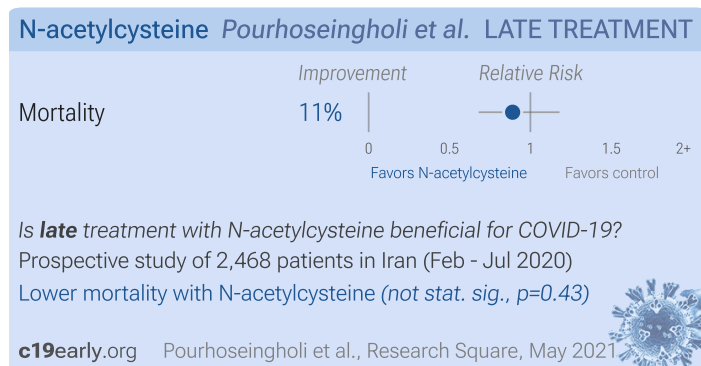 N-acetylcysteine Pourhoseingholi et al. LATE TREATMENT
Improvement Relative Risk
Mortality 11%
0 0.5 1 1.5 2+
Favors N-acetylcysteine Favors control
Is late treatment with N-acetylcysteine beneficial for COVID-19?
Prospective study of 2,468 patients in Iran (Feb - Jul 2020)
Lower mortality with N-acetylcysteine (not stat. sig., p=0.43)
c19early.org Pourhoseingholi et al., Research Square, May 2021